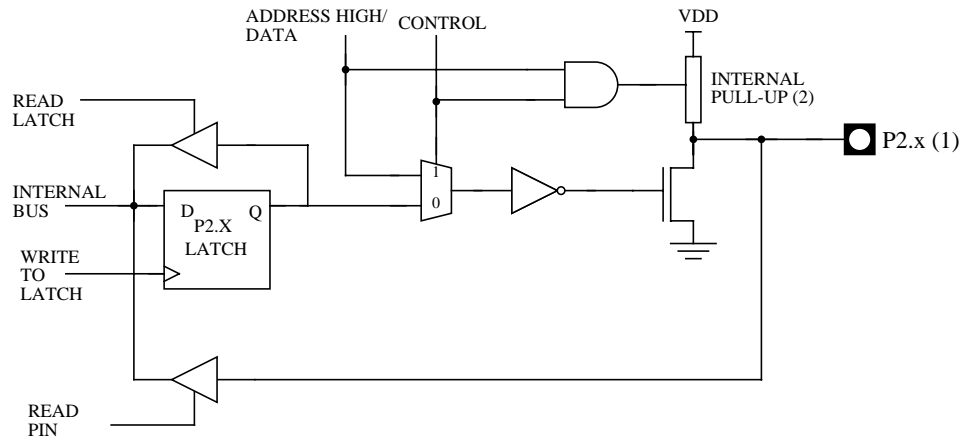 ADDRESS HIGH/
DATA
CONTROL
VDD
INTERNAL
PULL-UP (2)
READ
LATCH
P2.x (1)
INTERNAL
BUS
1
0
D
Q
P2.X
LATCH
WRITE
TO
LATCH
READ
PIN